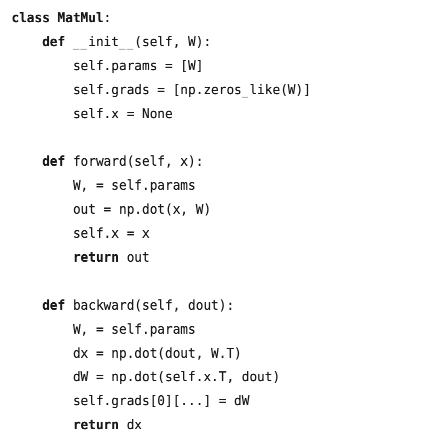 class MatMul:
    def __init__(self, W):
        self.params = [W]
        self.grads = [np.zeros_like(W)]
        self.x = None

    def forward(self, x):
        W, = self.params
        out = np.dot(x, W)
        self.x = x
        return out

    def backward(self, dout):
        W, = self.params
        dx = np.dot(dout, W.T)
        dW = np.dot(self.x.T, dout)
        self.grads[0][...] = dW
        return dx